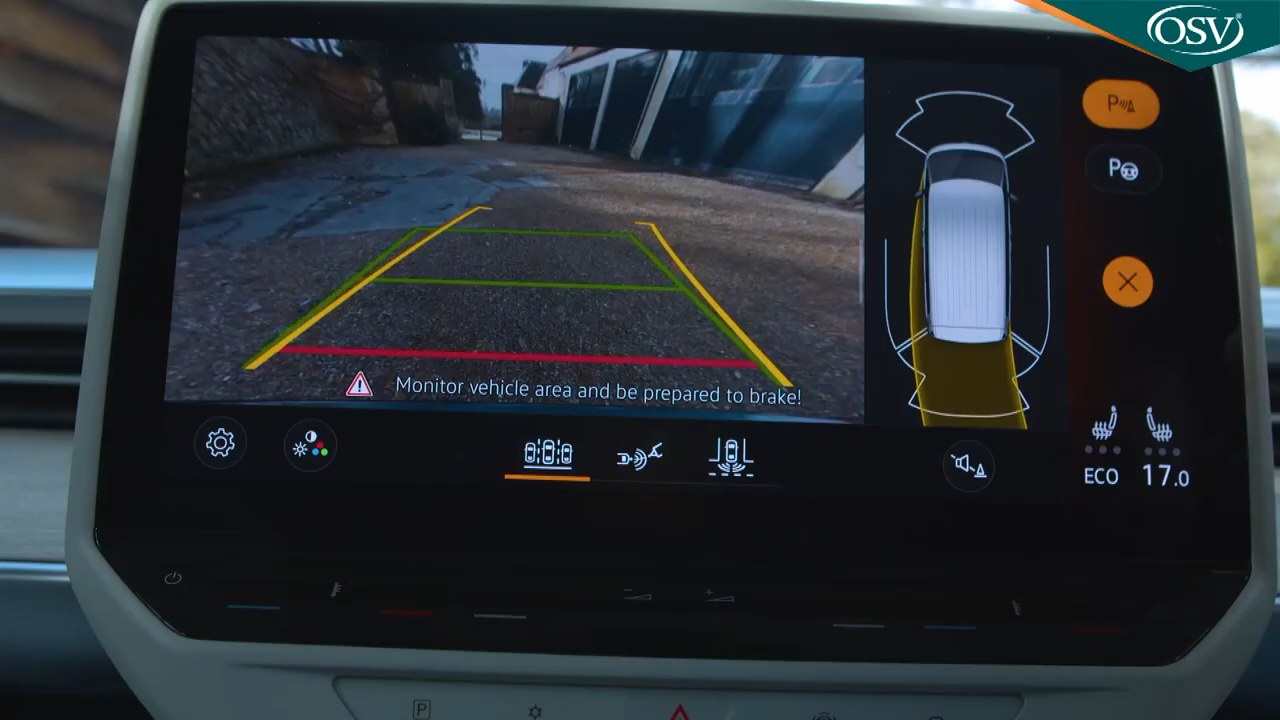 OSV®
P
P
Monitor vehicle area and be prepared to brake!
ECO 17.0
P